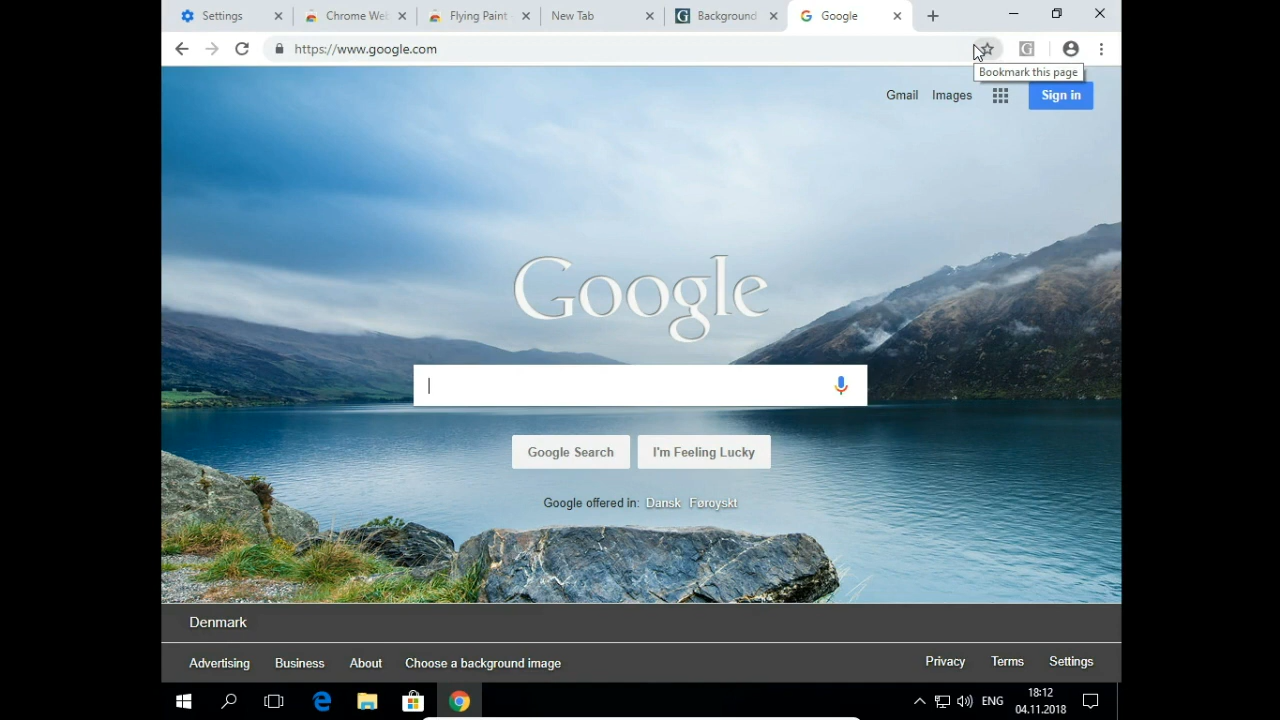 Settings
Chrome Web
Flying Paint
New Tab
Background
Google
https://www.google.com
Bookmark this page
Gmail
Images
Sign in
Google
Google Search
I'm Feeling Lucky
Google offered in: Dansk Føroyskt
Denmark
Advertising
Business
About
Choose a background image
Privacy
Terms
Settings
ENG
18:12
04.11.2018